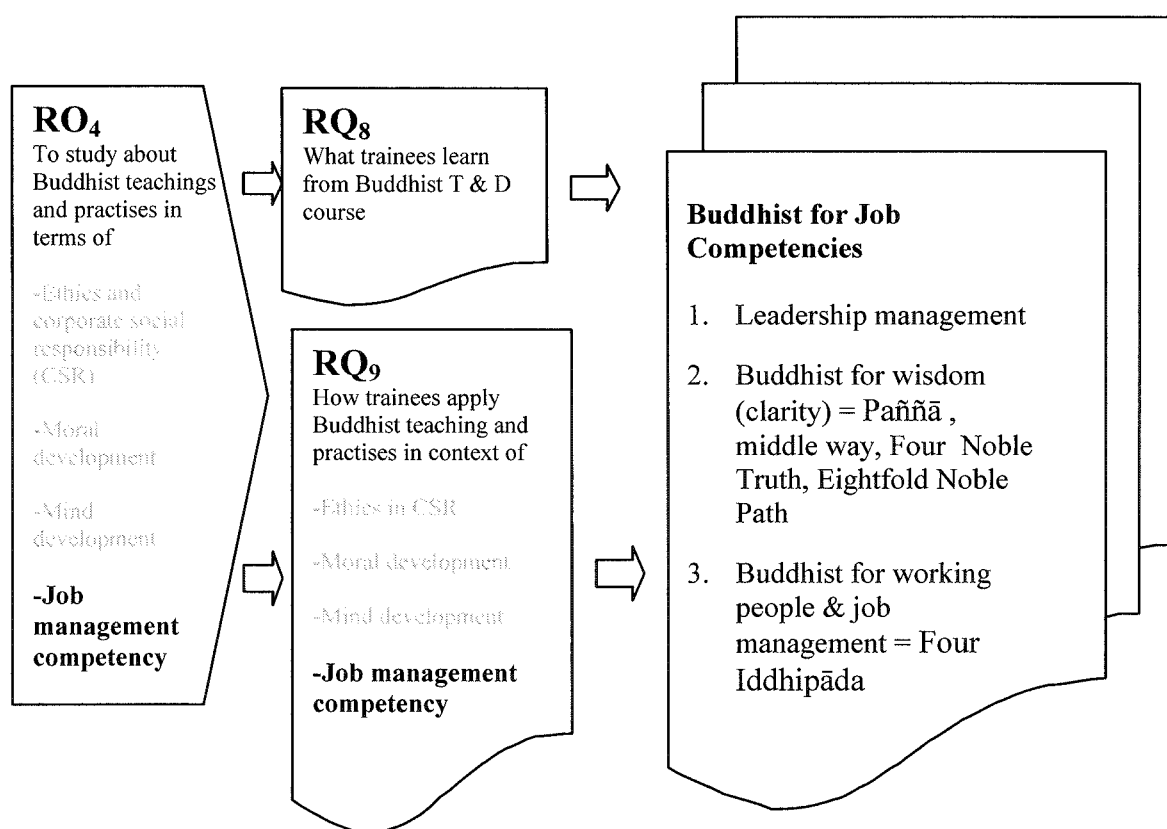 RO₄
To study about
Buddhist teachings
and practises in
terms of
-Ethics and
corporate social
responsibility
(CSR)
-Moral
development
-Mind
development
-Job
management
competency
RQ₈
What trainees learn
from Buddhist T & D
course
RQ₉
How trainees apply
Buddhist teaching and
practises in context of
-Ethics in CSR
-Moral development
-Mind development
-Job management
competency
Buddhist for Job
Competencies
1. Leadership management
2. Buddhist for wisdom
(clarity) = Paññā ,
middle way, Four Noble
Truth, Eightfold Noble
Path
3. Buddhist for working
people & job
management = Four
Iddhipāda